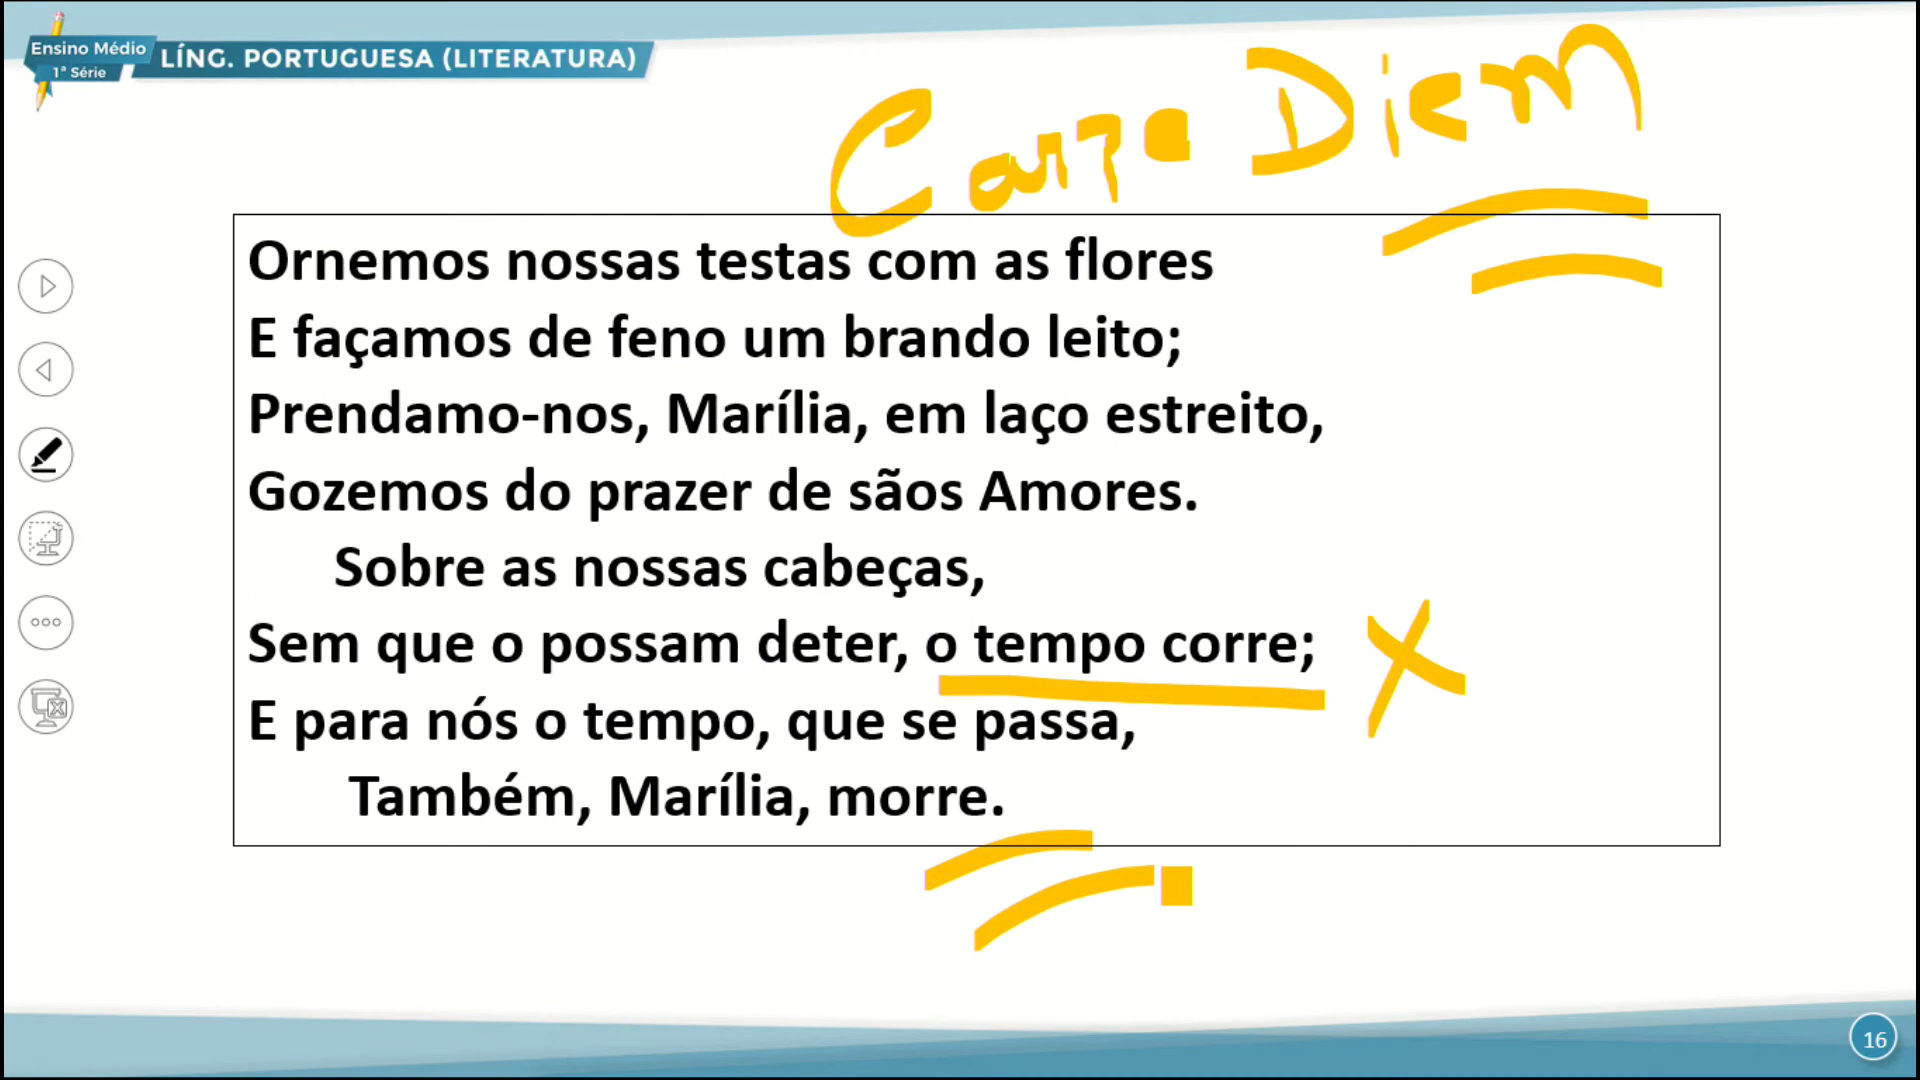 Ensino Médio
1ª Série
LÍNG. PORTUGUESA (LITERATURA)
Carpe Diem
Ornemos nossas testas com as flores
E façamos de feno um brando leito;
Prendamo-nos, Marília, em laço estreito,
Gozemos do prazer de sãos Amores.
Sobre as nossas cabeças,
Sem que o possam deter, o tempo corre;
E para nós o tempo, que se passa,
Também, Marília, morre.
16